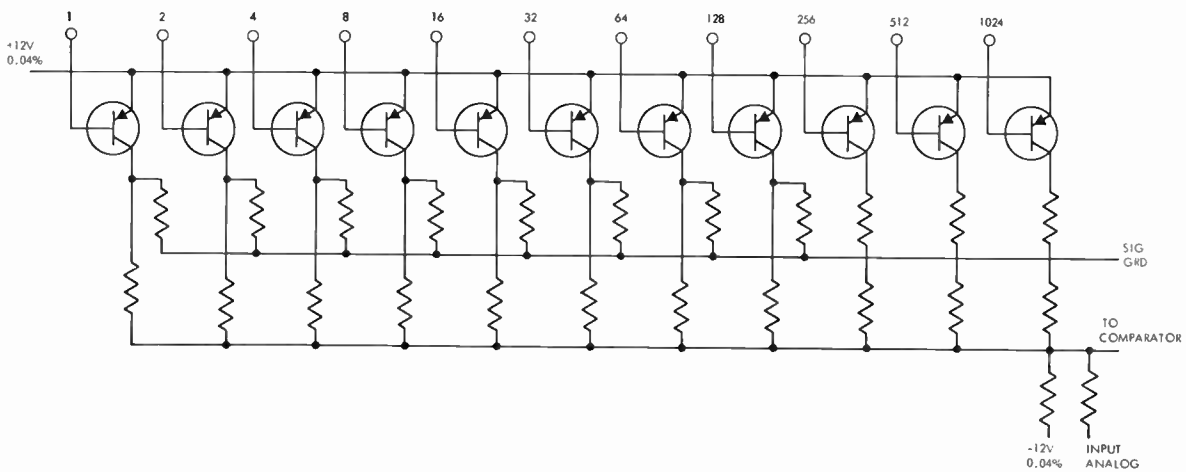 1 2 4 8 16 32 64 128 256 512 1024
+12V
0.04%
SIG
GRD
TO
COMPARATOR
-12V
0.04%
INPUT
ANALOG